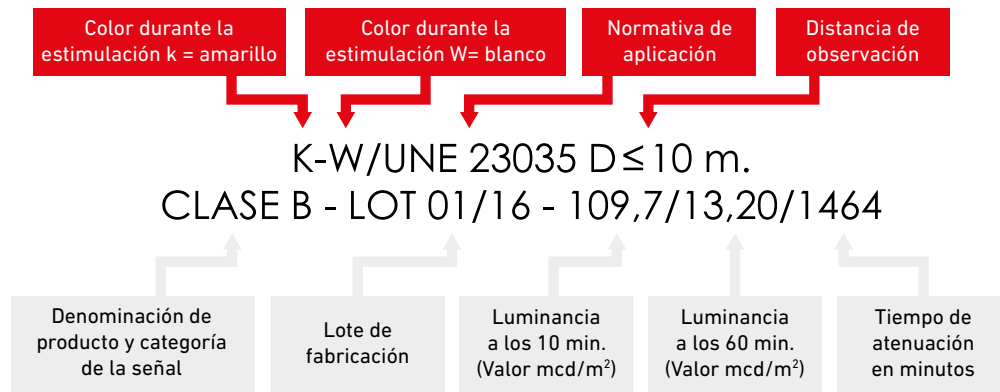 Color durante la
estimulación k = amarillo
Color durante la
estimulación W= blanco
Normativa de
aplicación
Distancia de
observación
K-W/UNE 23035 D≤10 m.
CLASE B - LOT 01/16 - 109,7/13,20/1464
Denominación de
producto y categoría
de la señal
Lote de
fabricación
Luminancia
a los 10 min.
(Valor mcd/m²)
Luminancia
a los 60 min.
(Valor mcd/m²)
Tiempo de
atenuación
en minutos